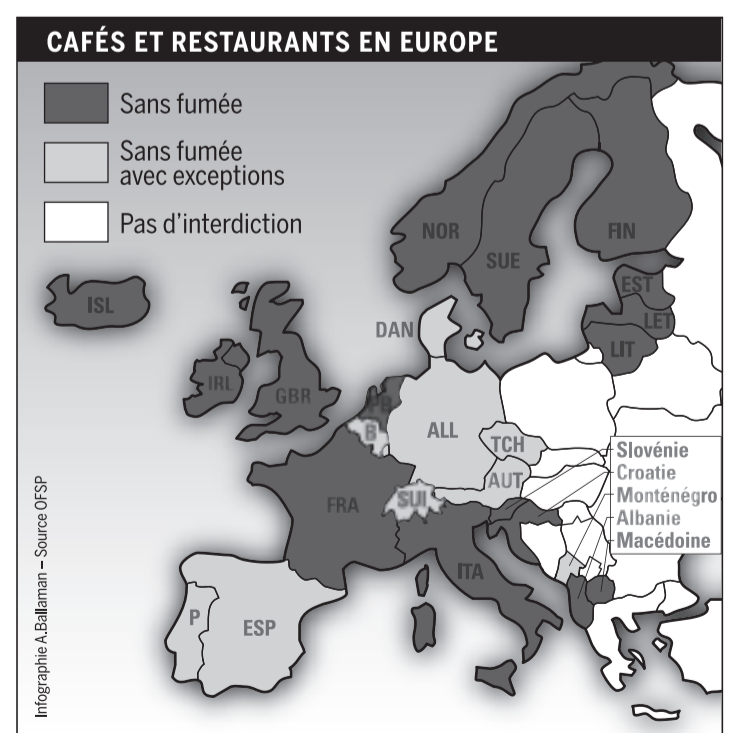 CAFÉS ET RESTAURANTS EN EUROPE
Sans fumée
Sans fumée
avec exceptions
Pas d'interdiction
NOR
SUE
FIN
ISL
EST
LET
LIT
DAN
IRL
GBR
PB
B
ALL
TCH
AUT
SUI
FRA
ITA
P
ESP
Slovénie
Croatie
Monténégro
Albanie
Macédoine
Infographie A.Ballaman – Source OFSP